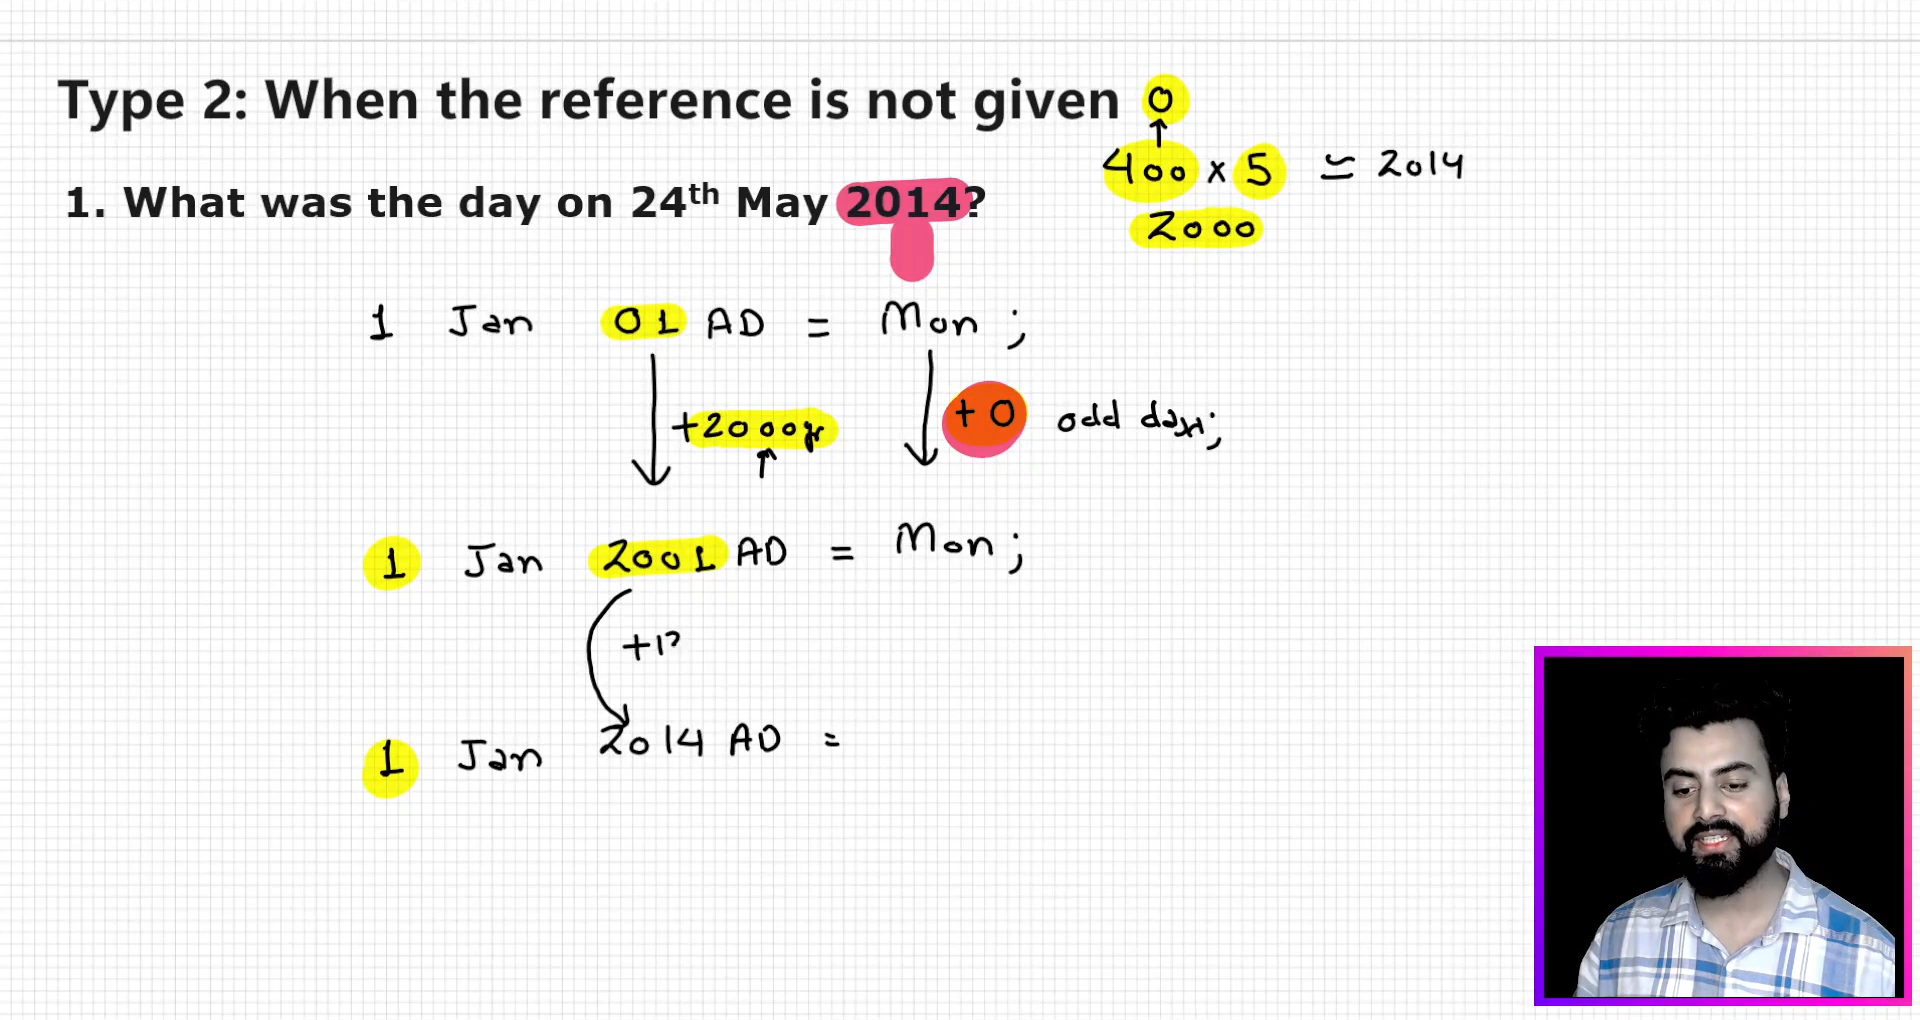 Type 2: When the reference is not given 0
↑
400 x 5 ≃ 2014
1. What was the day on 24th May 2014?
2000
1 Jan 01 AD = Mon ;
+2000yr +0 odd days;
↑
1 Jan 2001 AD = Mon ;
+1
1 Jan 2014 AD =